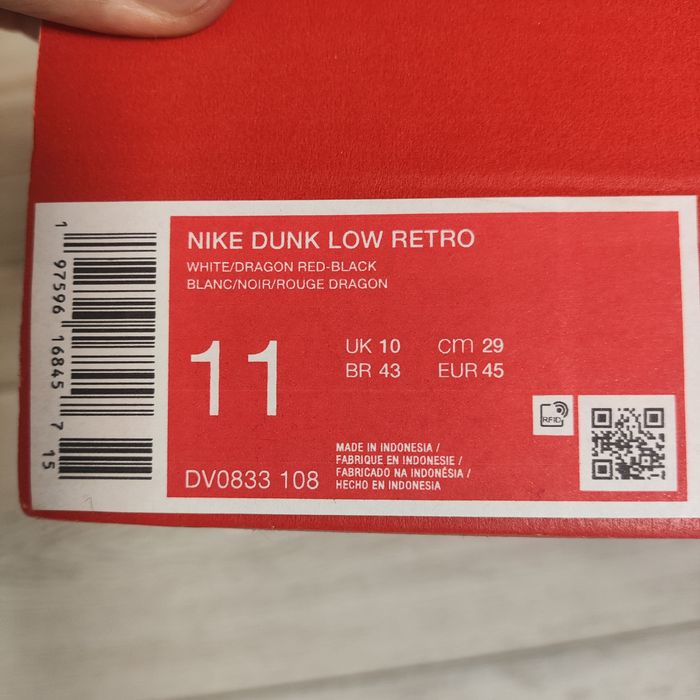 NIKE DUNK LOW RETRO
WHITE/DRAGON RED-BLACK
BLANC/NOIR/ROUGE DRAGON
11
UK 10 cm 29
BR 43 EUR 45
RFID
MADE IN INDONESIA /
FABRIQUE EN INDONESIE /
FABRICADO NA INDONÉSIA /
HECHO EN INDONESIA
DV0833 108
1 97596 16845 7 15